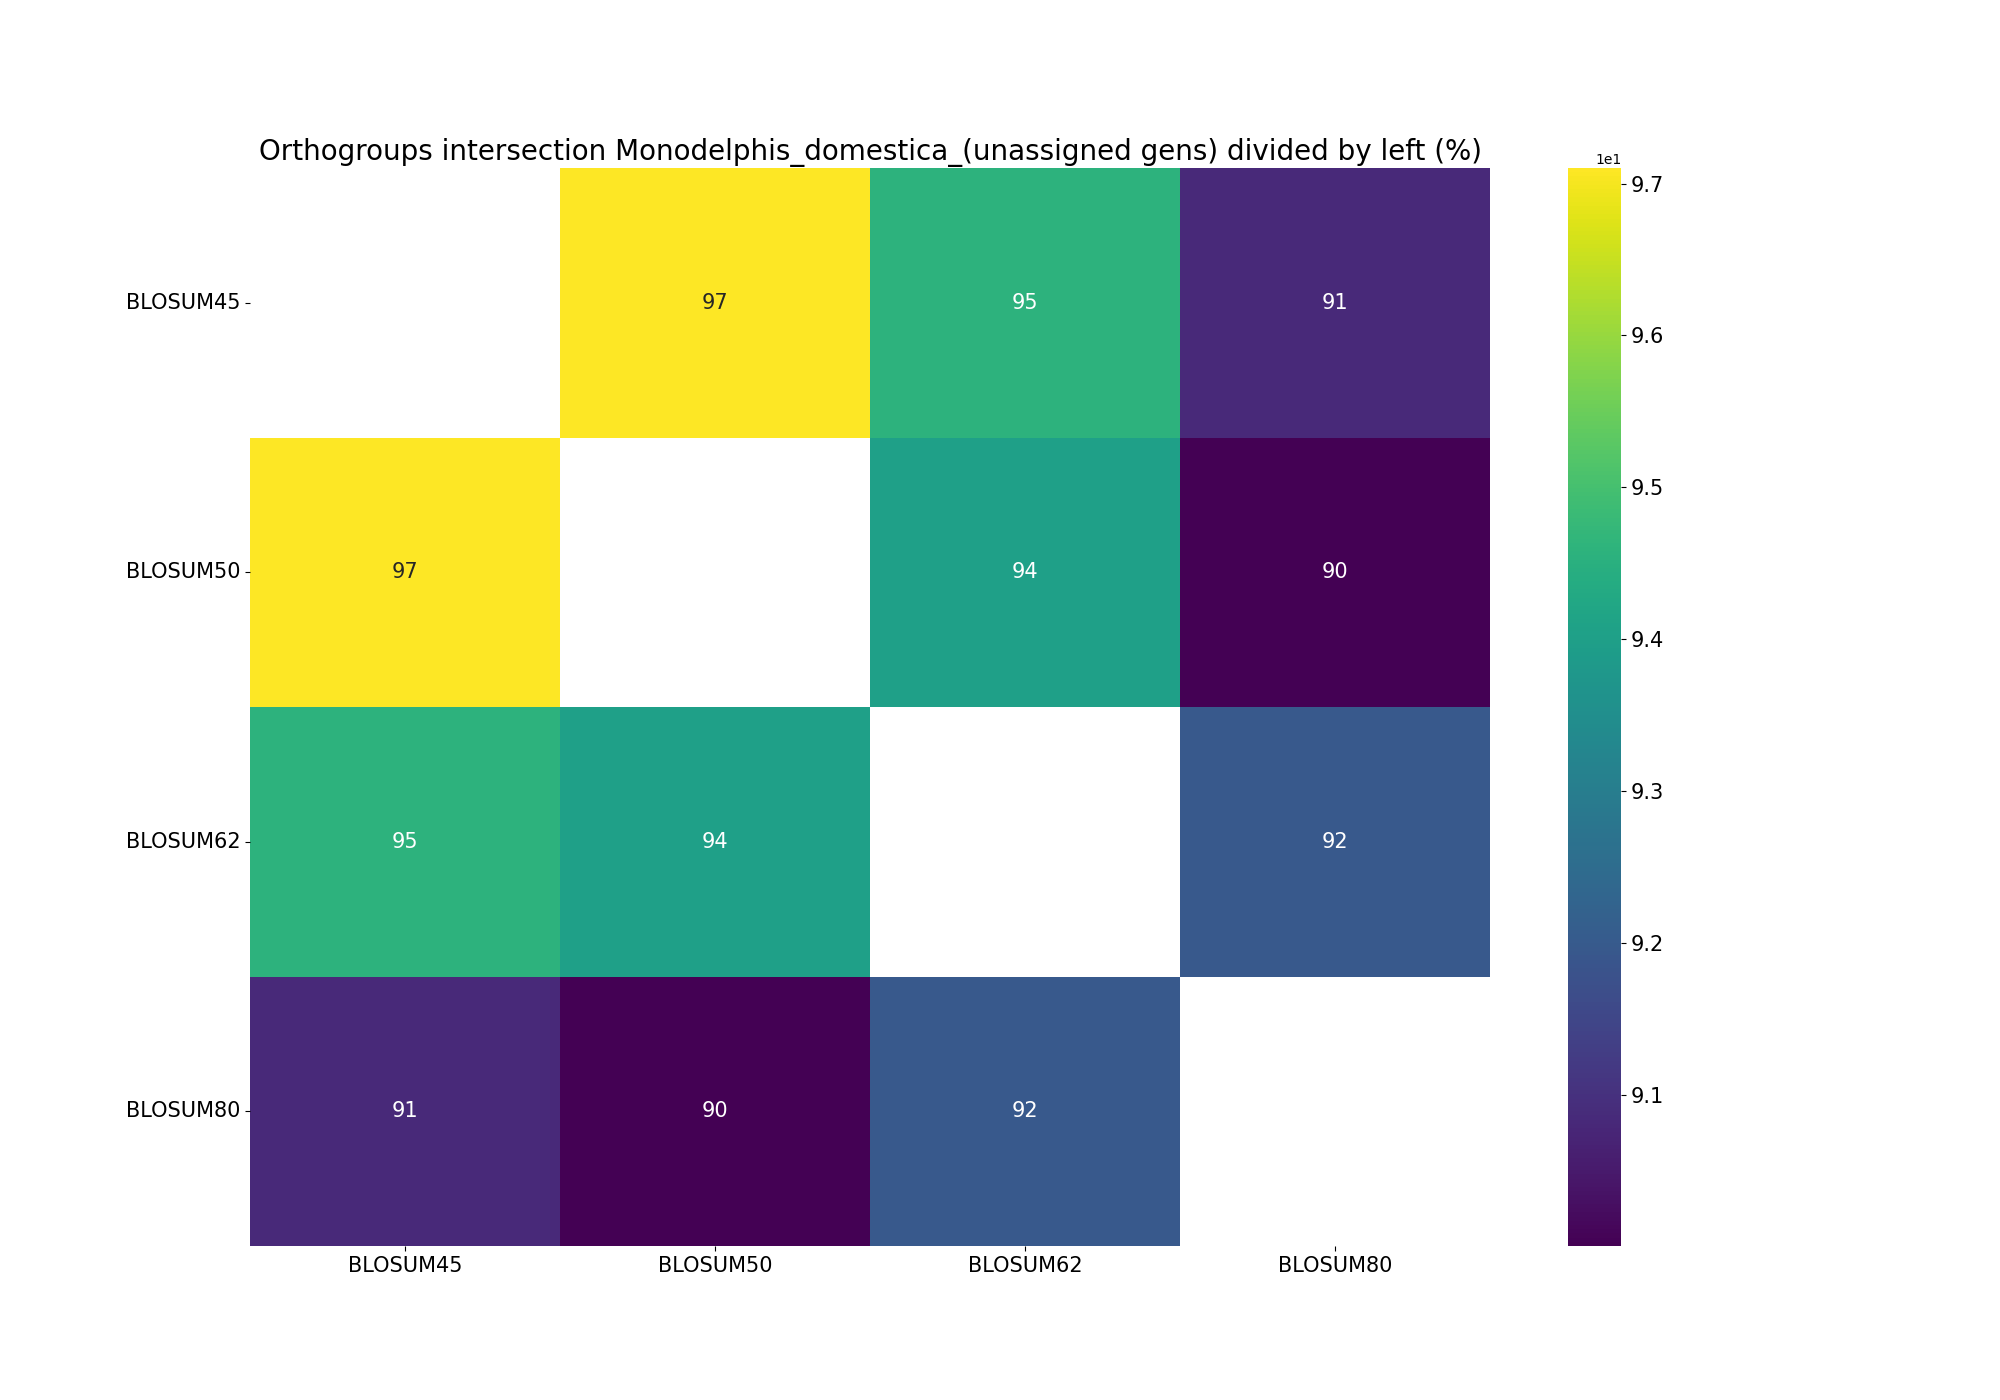 Orthogroups intersection Monodelphis_domestica_(unassigned gens) divided by left (%)
1e1
9.7
9.6
9.5
9.4
9.3
9.2
9.1
BLOSUM45 97 95 91
BLOSUM50 97 94 90
BLOSUM62 95 94 92
BLOSUM80 91 90 92
BLOSUM45 BLOSUM50 BLOSUM62 BLOSUM80